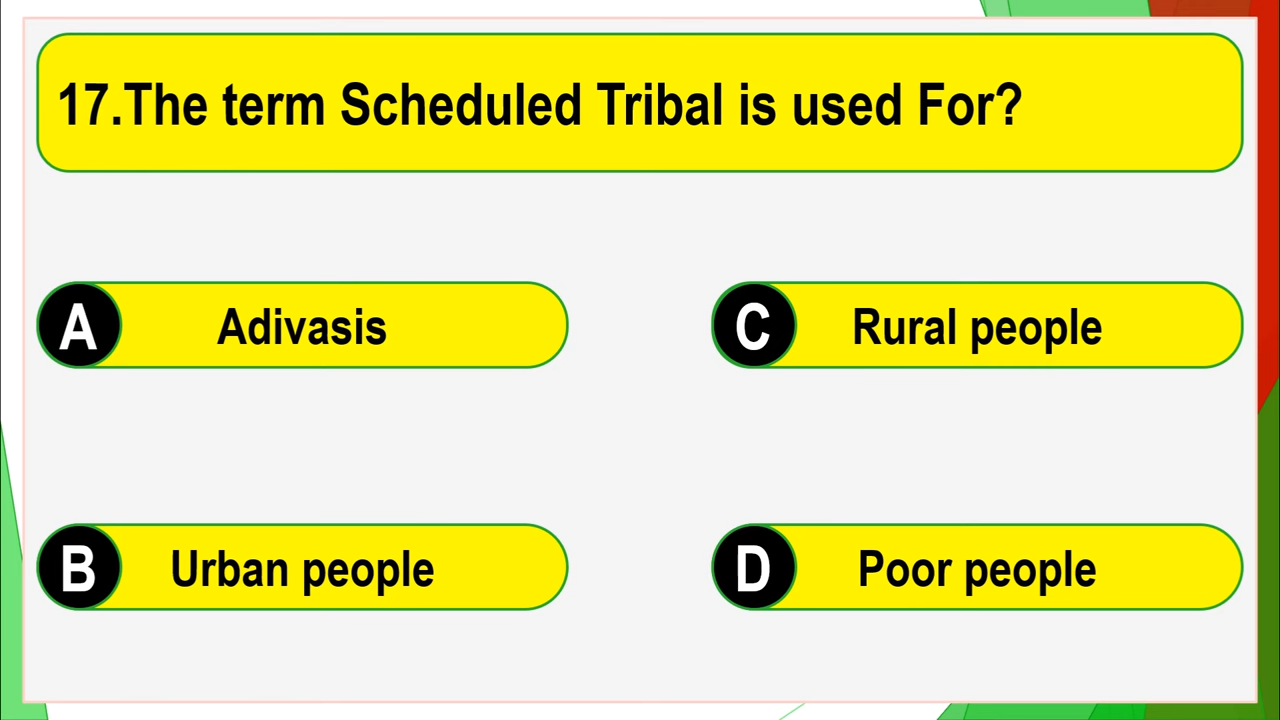 17.The term Scheduled Tribal is used For?
A Adivasis
C Rural people
B Urban people
D Poor people